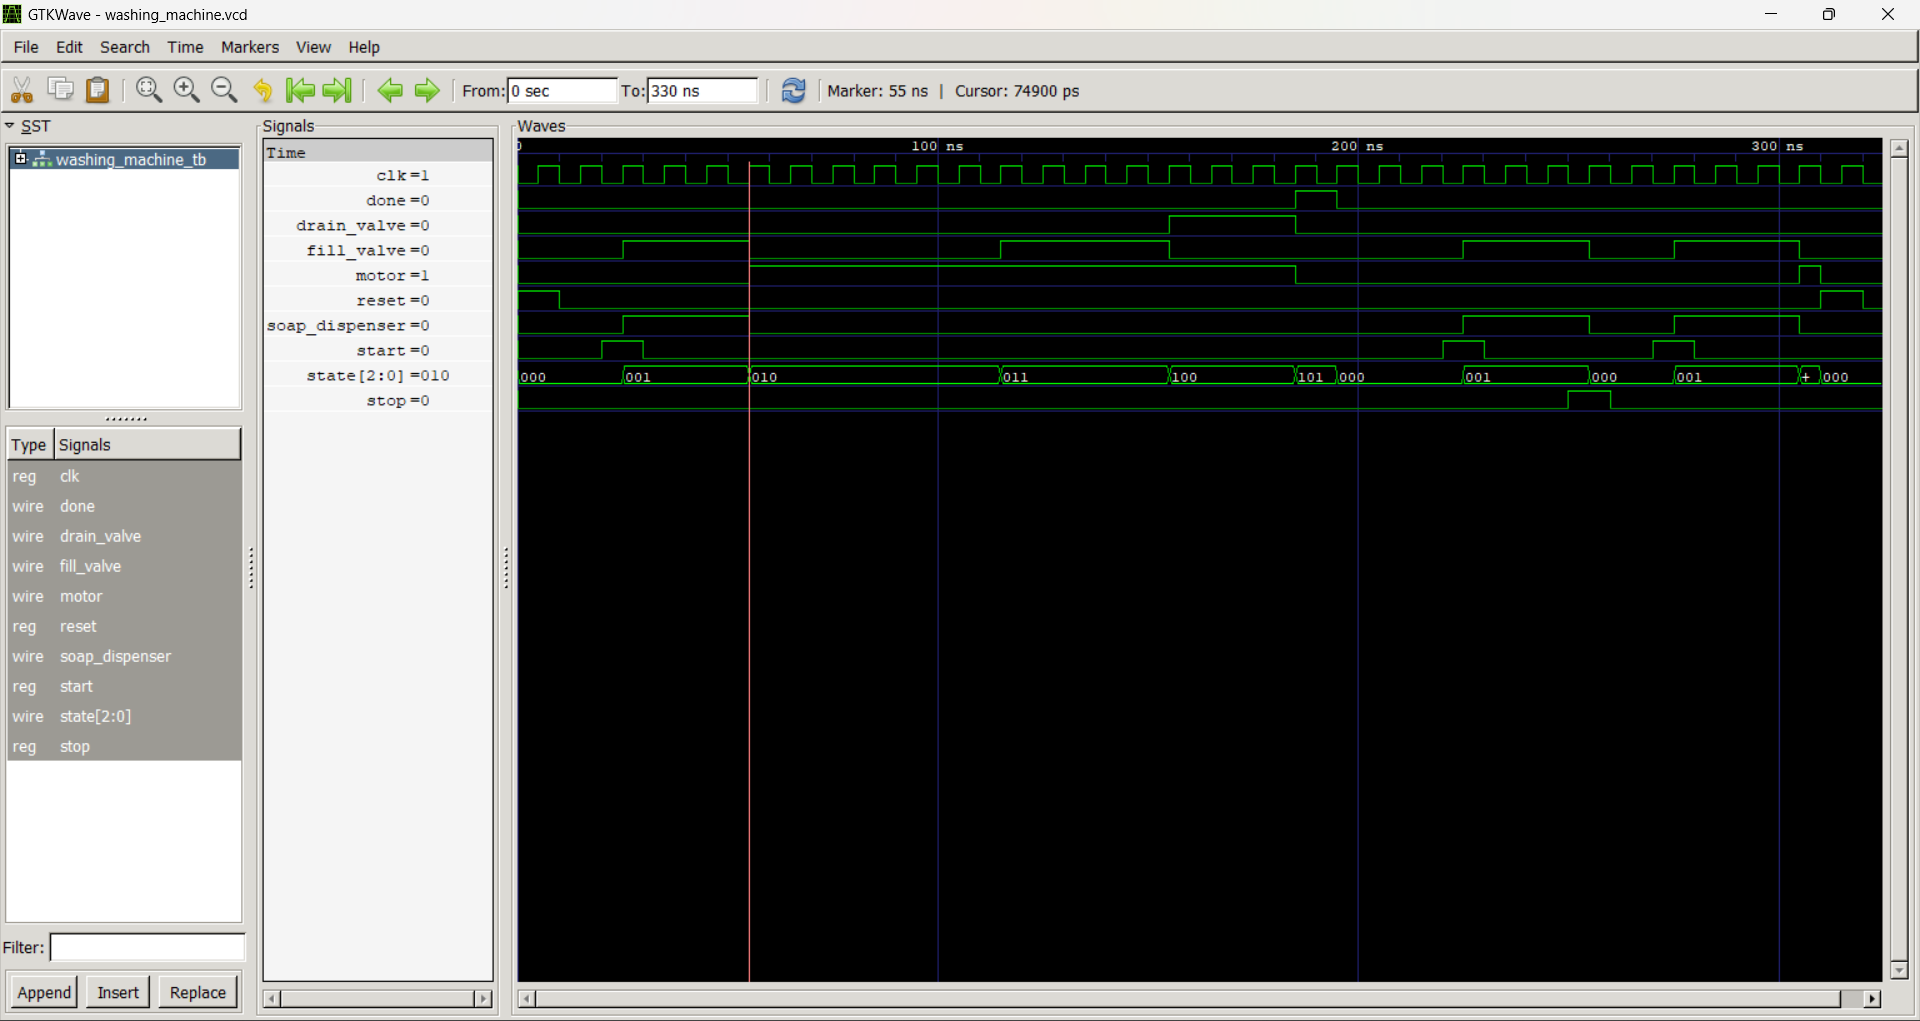 GTKWave - washing_machine.vcd
File Edit Search Time Markers View Help
From: 0 sec To: 330 ns Marker: 55 ns | Cursor: 74900 ps
SST
washing_machine_tb
Type Signals
reg clk
wire done
wire drain_valve
wire fill_valve
wire motor
reg reset
wire soap_dispenser
reg start
wire state[2:0]
reg stop
Filter:
Append Insert Replace
Signals
Time
clk=1
done=0
drain_valve=0
fill_valve=0
motor=1
reset=0
soap_dispenser=0
start=0
state[2:0]=010
stop=0
Waves
0 100 ns 200 ns 300 ns
000 001 010 011 100 101 000 001 000 001 + 000